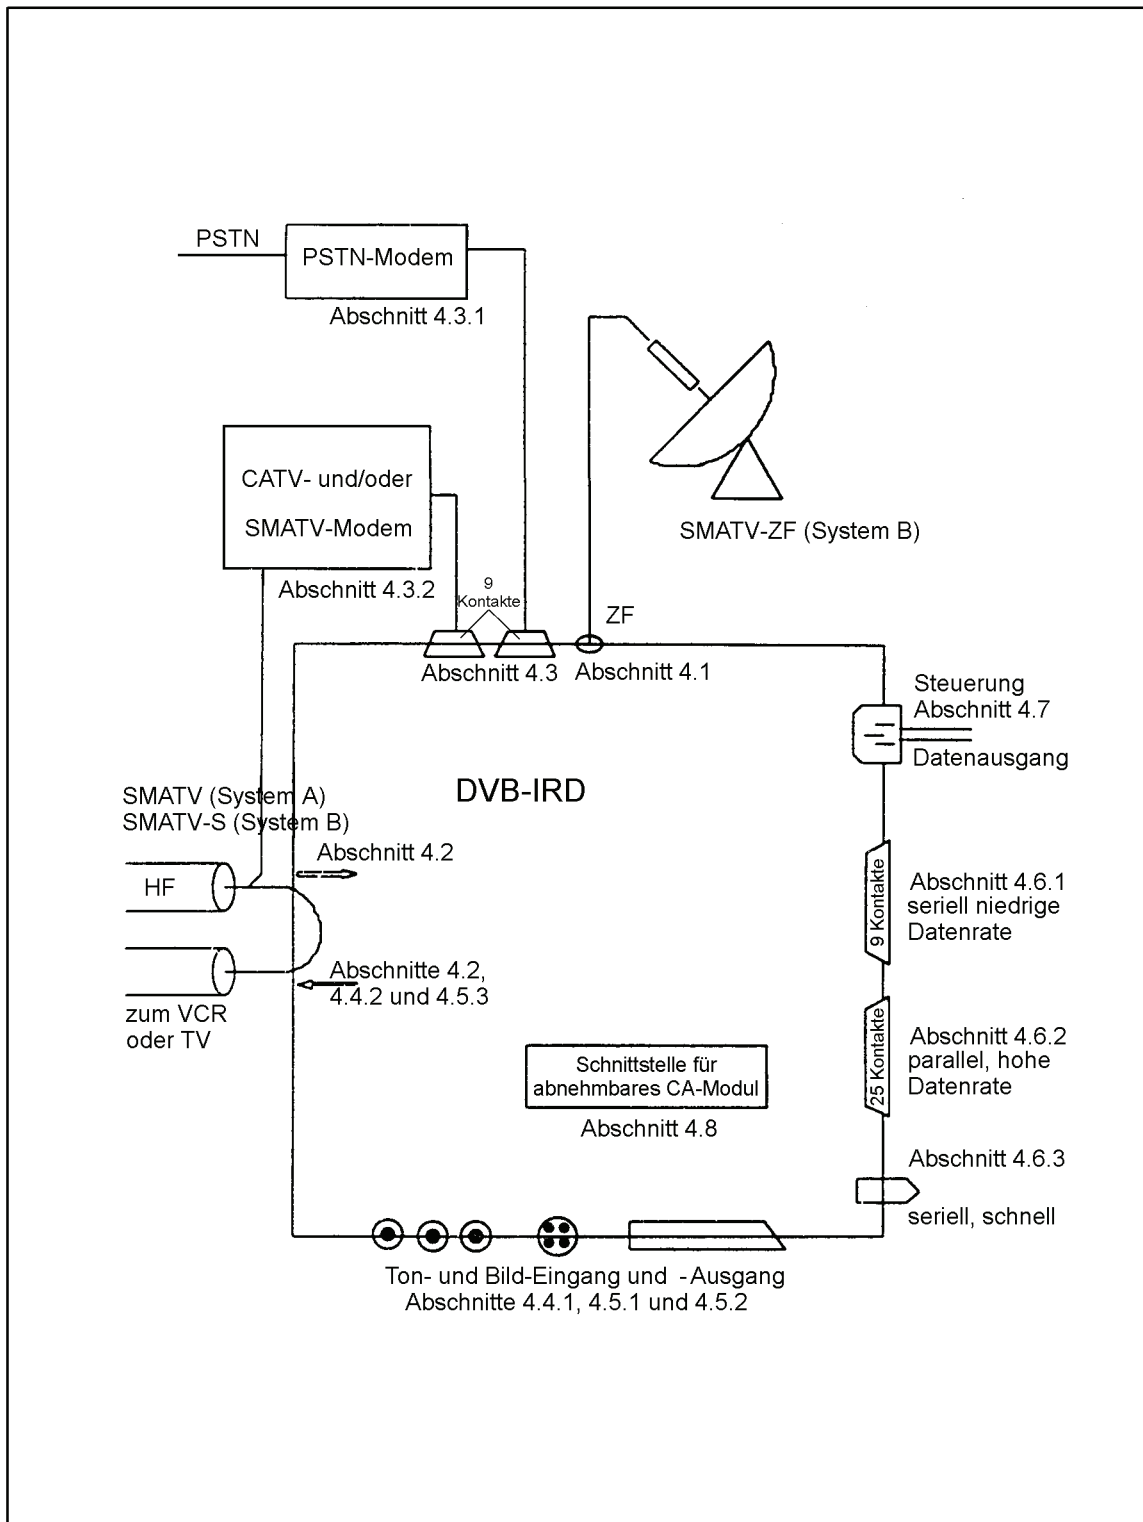 PSTN
PSTN-Modem
Abschnitt 4.3.1
CATV- und/oder
SMATV-Modem
SMATV-ZF (System B)
Abschnitt 4.3.2
9
Kontakte
ZF
Abschnitt 4.3
Abschnitt 4.1
Steuerung
Abschnitt 4.7
Datenausgang
DVB-IRD
SMATV (System A)
SMATV-S (System B)
Abschnitt 4.2
HF
9 Kontakte
Abschnitt 4.6.1
seriell niedrige
Datenrate
Abschnitte 4.2,
4.4.2 und 4.5.3
zum VCR
oder TV
25 Kontakte
Abschnitt 4.6.2
parallel, hohe
Datenrate
Schnittstelle für
abnehmbares CA-Modul
Abschnitt 4.8
Abschnitt 4.6.3
seriell, schnell
Ton- und Bild-Eingang und -Ausgang
Abschnitte 4.4.1, 4.5.1 und 4.5.2